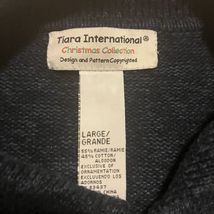 Tiara International®
Christmas Collection
Design and Pattern Copyrighted
LARGE/
GRANDE
55% RAMIE/RAMIE
45% COTTON/
ALGODON
EXCLUSIVE OF
ORNAMENTATION
EXCLUYENDO LOS
ADORNOS
CHINA